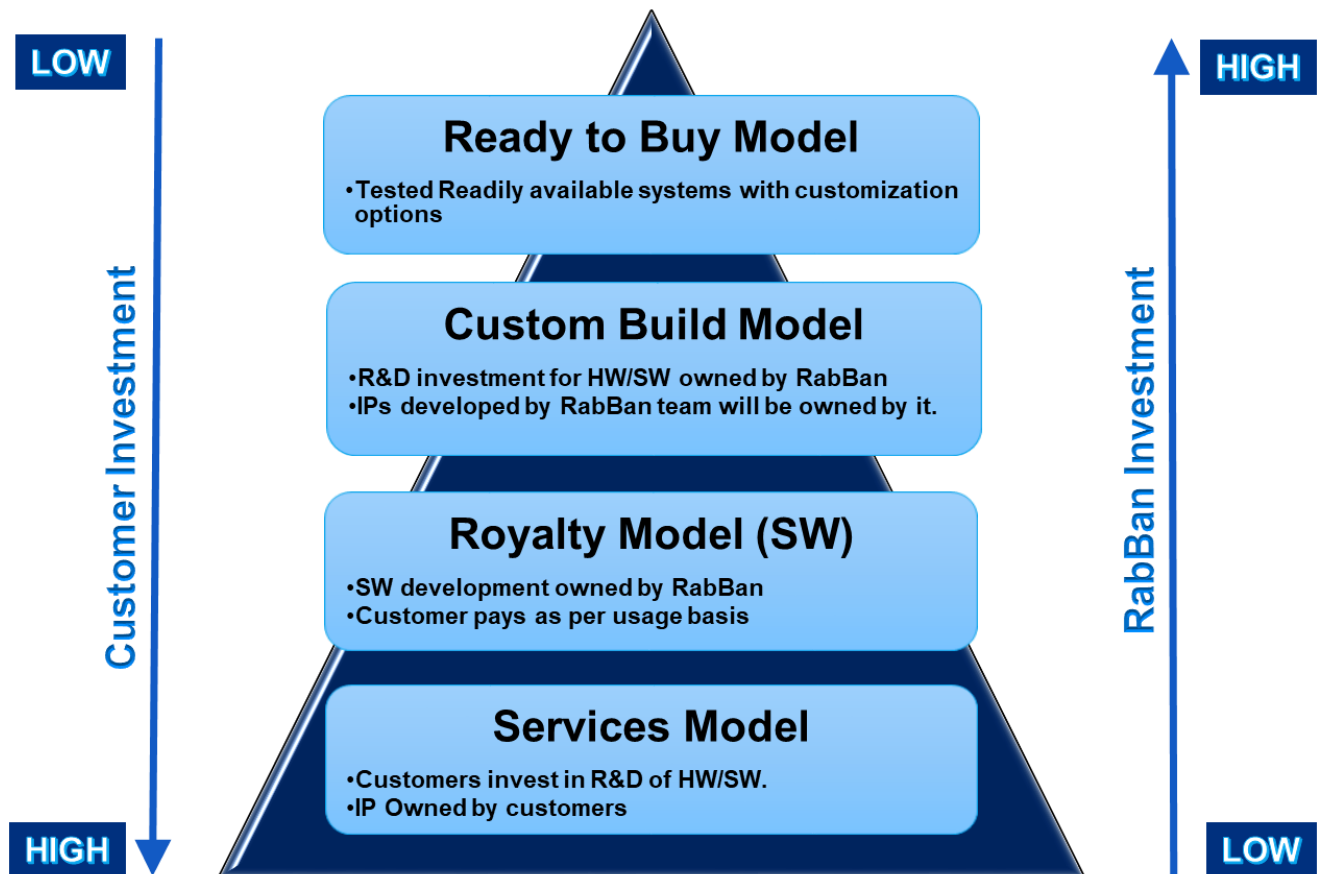 LOW
HIGH
Ready to Buy Model
•Tested Readily available systems with customization
options
Custom Build Model
•R&D investment for HW/SW owned by RabBan
•IPs developed by RabBan team will be owned by it.
Customer Investment
RabBan Investment
Royalty Model (SW)
•SW development owned by RabBan
•Customer pays as per usage basis
Services Model
•Customers invest in R&D of HW/SW.
•IP Owned by customers
HIGH
LOW